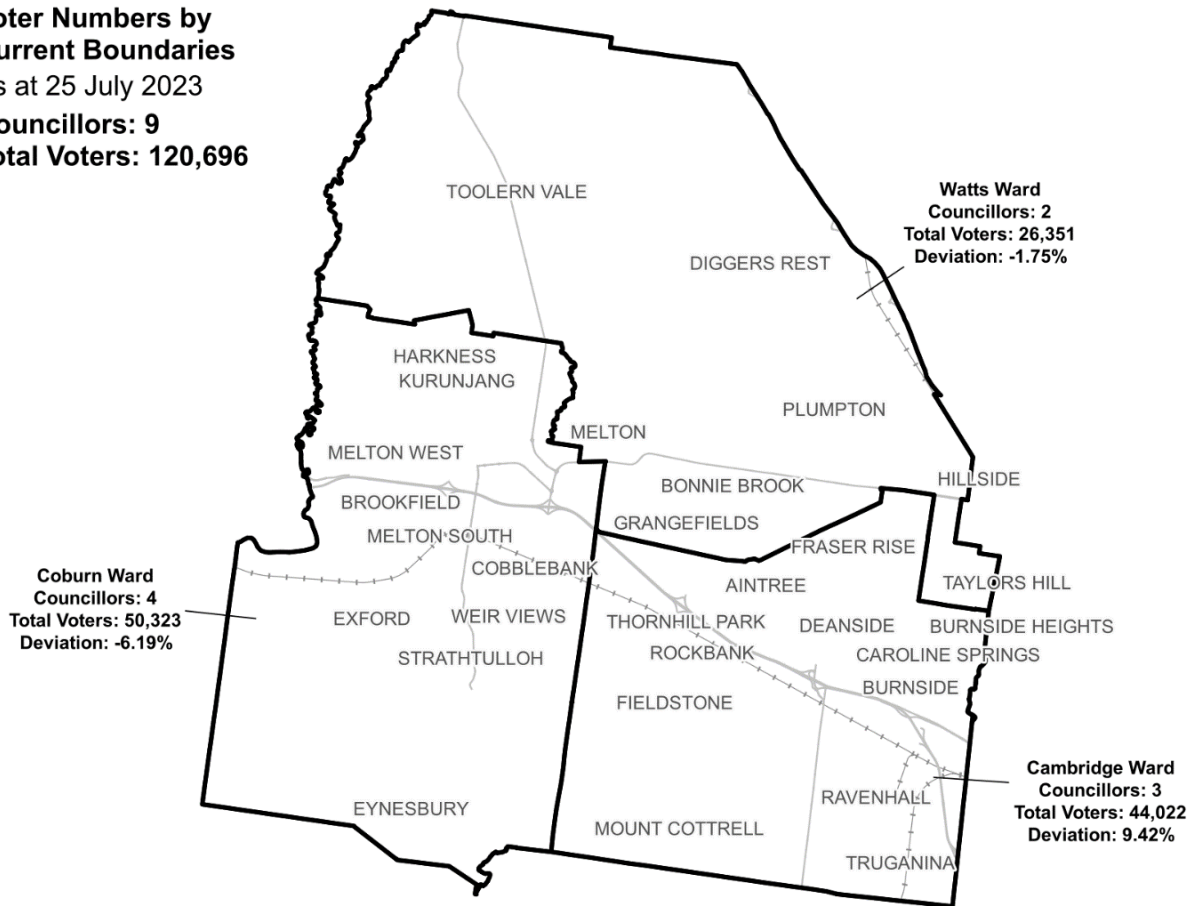 oter Numbers by
urrent Boundaries
s at 25 July 2023
ouncillors: 9
otal Voters: 120,696
TOOLERN VALE
Watts Ward
Councillors: 2
Total Voters: 26,351
Deviation: -1.75%
DIGGERS REST
HARKNESS
KURUNJANG
PLUMPTON
MELTON
MELTON WEST
HILLSIDE
BONNIE BROOK
BROOKFIELD
GRANGEFIELDS
MELTON SOUTH
FRASER RISE
COBBLEBANK
AINTREE
TAYLORS HILL
Coburn Ward
Councillors: 4
Total Voters: 50,323
Deviation: -6.19%
EXFORD
WEIR VIEWS
THORNHILL PARK
DEANSIDE
BURNSIDE HEIGHTS
STRATHTULLOH
ROCKBANK
CAROLINE SPRINGS
BURNSIDE
FIELDSTONE
Cambridge Ward
Councillors: 3
Total Voters: 44,022
Deviation: 9.42%
RAVENHALL
EYNESBURY
MOUNT COTTRELL
TRUGANINA